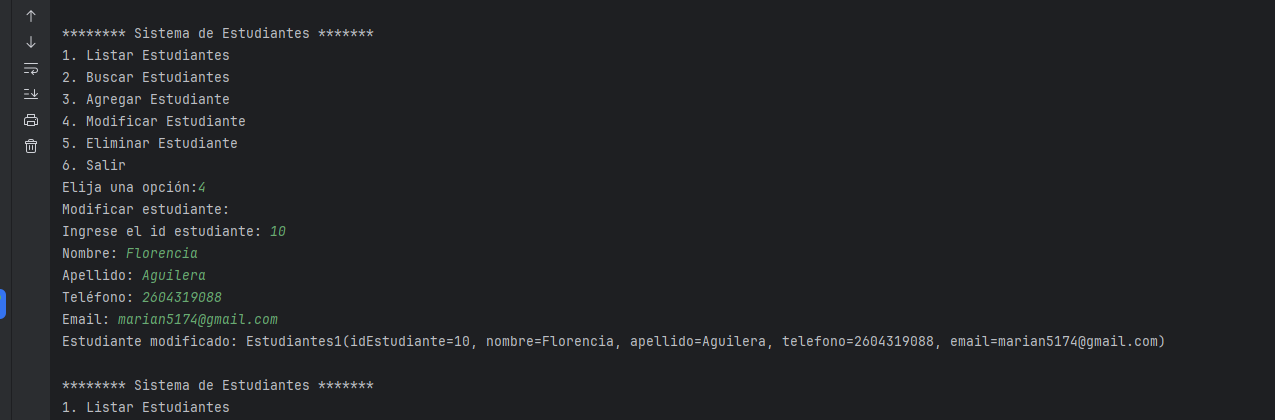 ******** Sistema de Estudiantes *******
1. Listar Estudiantes
2. Buscar Estudiantes
3. Agregar Estudiante
4. Modificar Estudiante
5. Eliminar Estudiante
6. Salir
Elija una opción:4
Modificar estudiante:
Ingrese el id estudiante: 10
Nombre: Florencia
Apellido: Aguilera
Teléfono: 2604319088
Email: marian5174@gmail.com
Estudiante modificado: Estudiantes1(idEstudiante=10, nombre=Florencia, apellido=Aguilera, telefono=2604319088, email=marian5174@gmail.com)
******** Sistema de Estudiantes *******
1. Listar Estudiantes